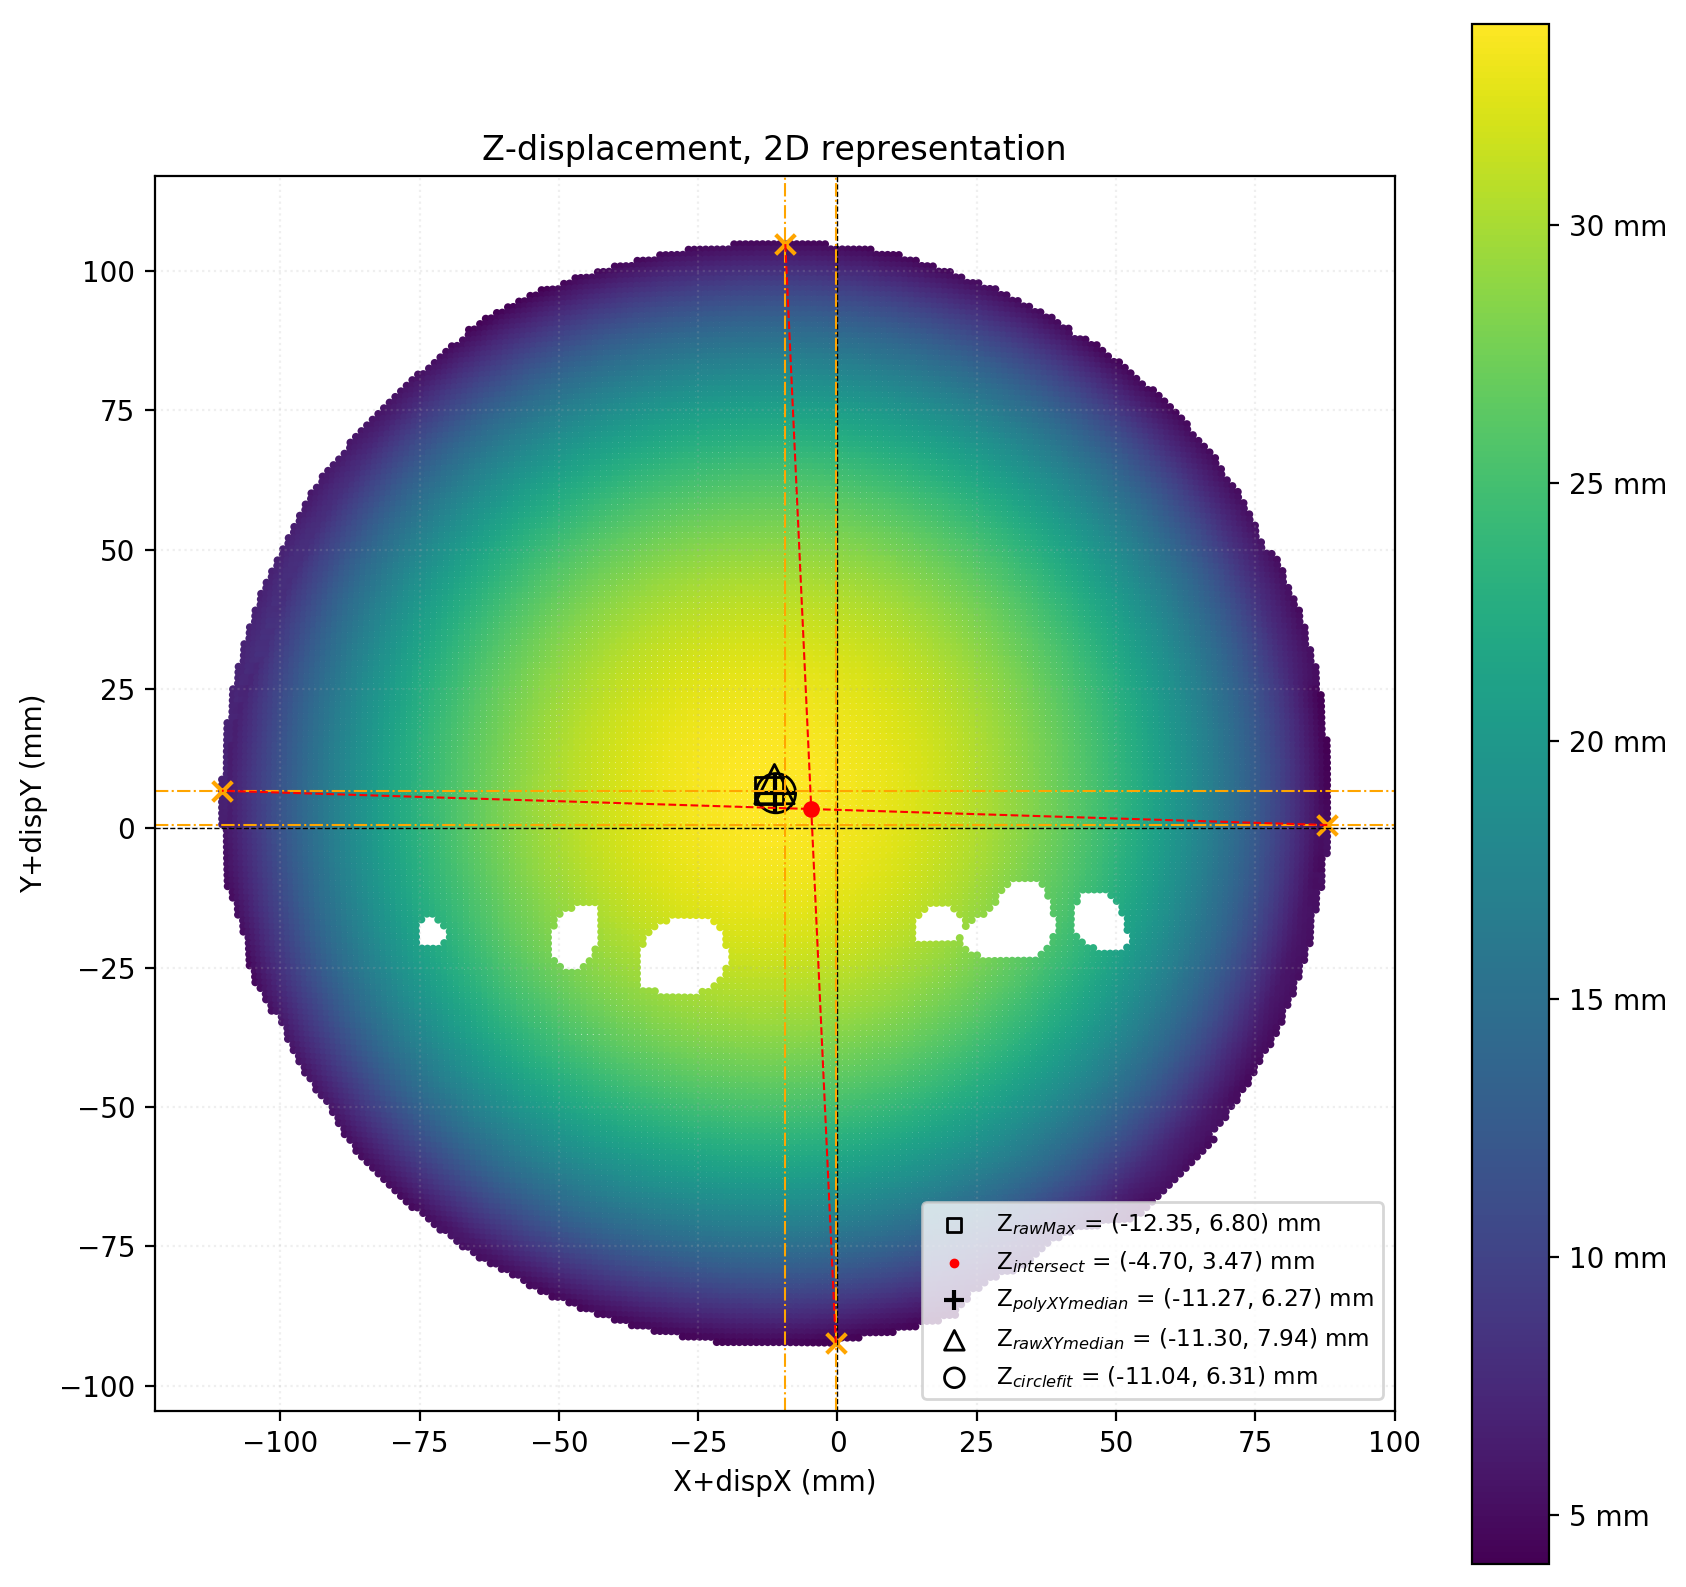 Z-displacement, 2D representation
30 mm
25 mm
20 mm
15 mm
10 mm
5 mm
Y+dispY (mm)
100
75
50
25
0
−25
−50
−75
−100
Z_rawMax = (-12.35, 6.80) mm
Z_intersect = (-4.70, 3.47) mm
Z_polyXYmedian = (-11.27, 6.27) mm
Z_rawXYmedian = (-11.30, 7.94) mm
Z_circlefit = (-11.04, 6.31) mm
−100 −75 −50 −25 0 25 50 75 100
X+dispX (mm)